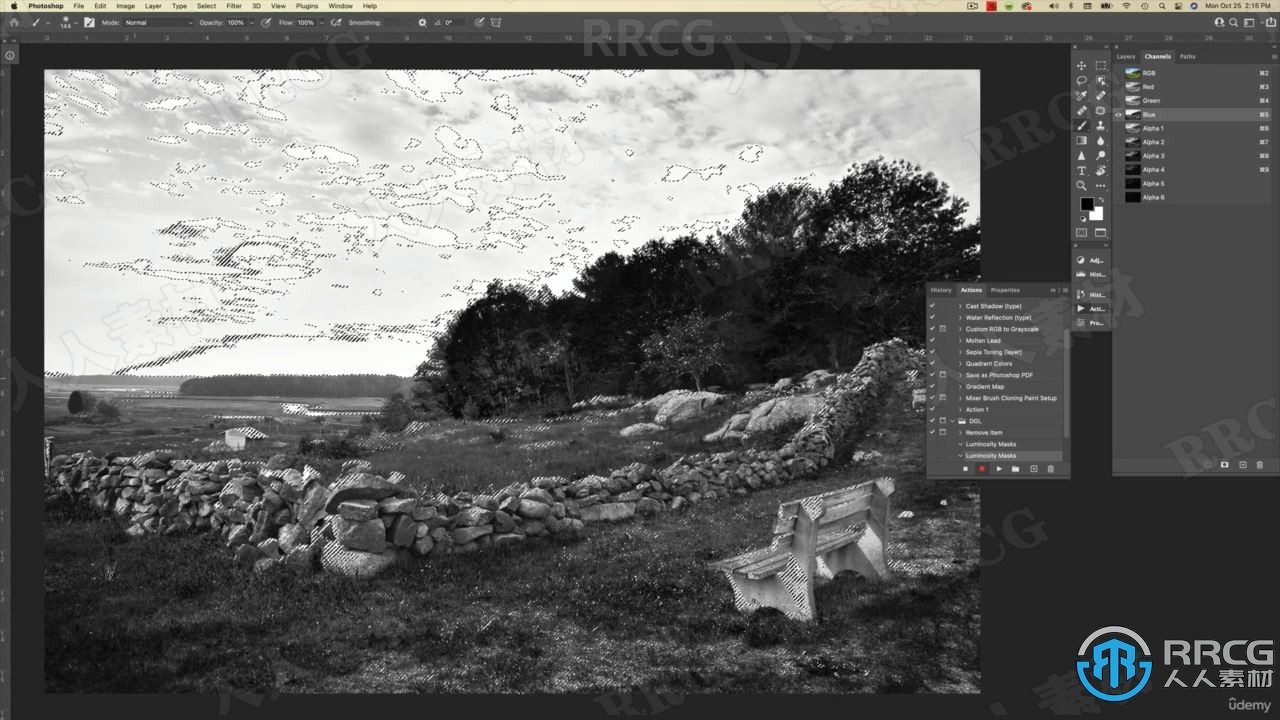 Photoshop File Edit Image Layer Type Select Filter 3D View Plugins Window Help Mon Oct 25 2:15 PM
144 Mode: Normal Opacity: 100% Flow: 100% Smoothing: 0°
RRCG
Layers Channels Paths
RGB ⌘2
Red ⌘3
Green ⌘4
Blue ⌘5
Alpha 1 ⌘6
Alpha 2 ⌘7
Alpha 3 ⌘8
Alpha 4 ⌘9
Alpha 5
Alpha 6
Adj...
Hist...
Hist...
Acti...
Pro...
History Actions Properties
Cast Shadow (type)
Water Reflection (type)
Custom RGB to Grayscale
Molten Lead
Sepia Toning (layer)
Quadrant Colors
Save as Photoshop PDF
Gradient Map
Mixer Brush Cloning Paint Setup
Action 1
DGL
Remove Item
Luminosity Masks
Luminosity Masks
RRCG
人人素材
ûdemy